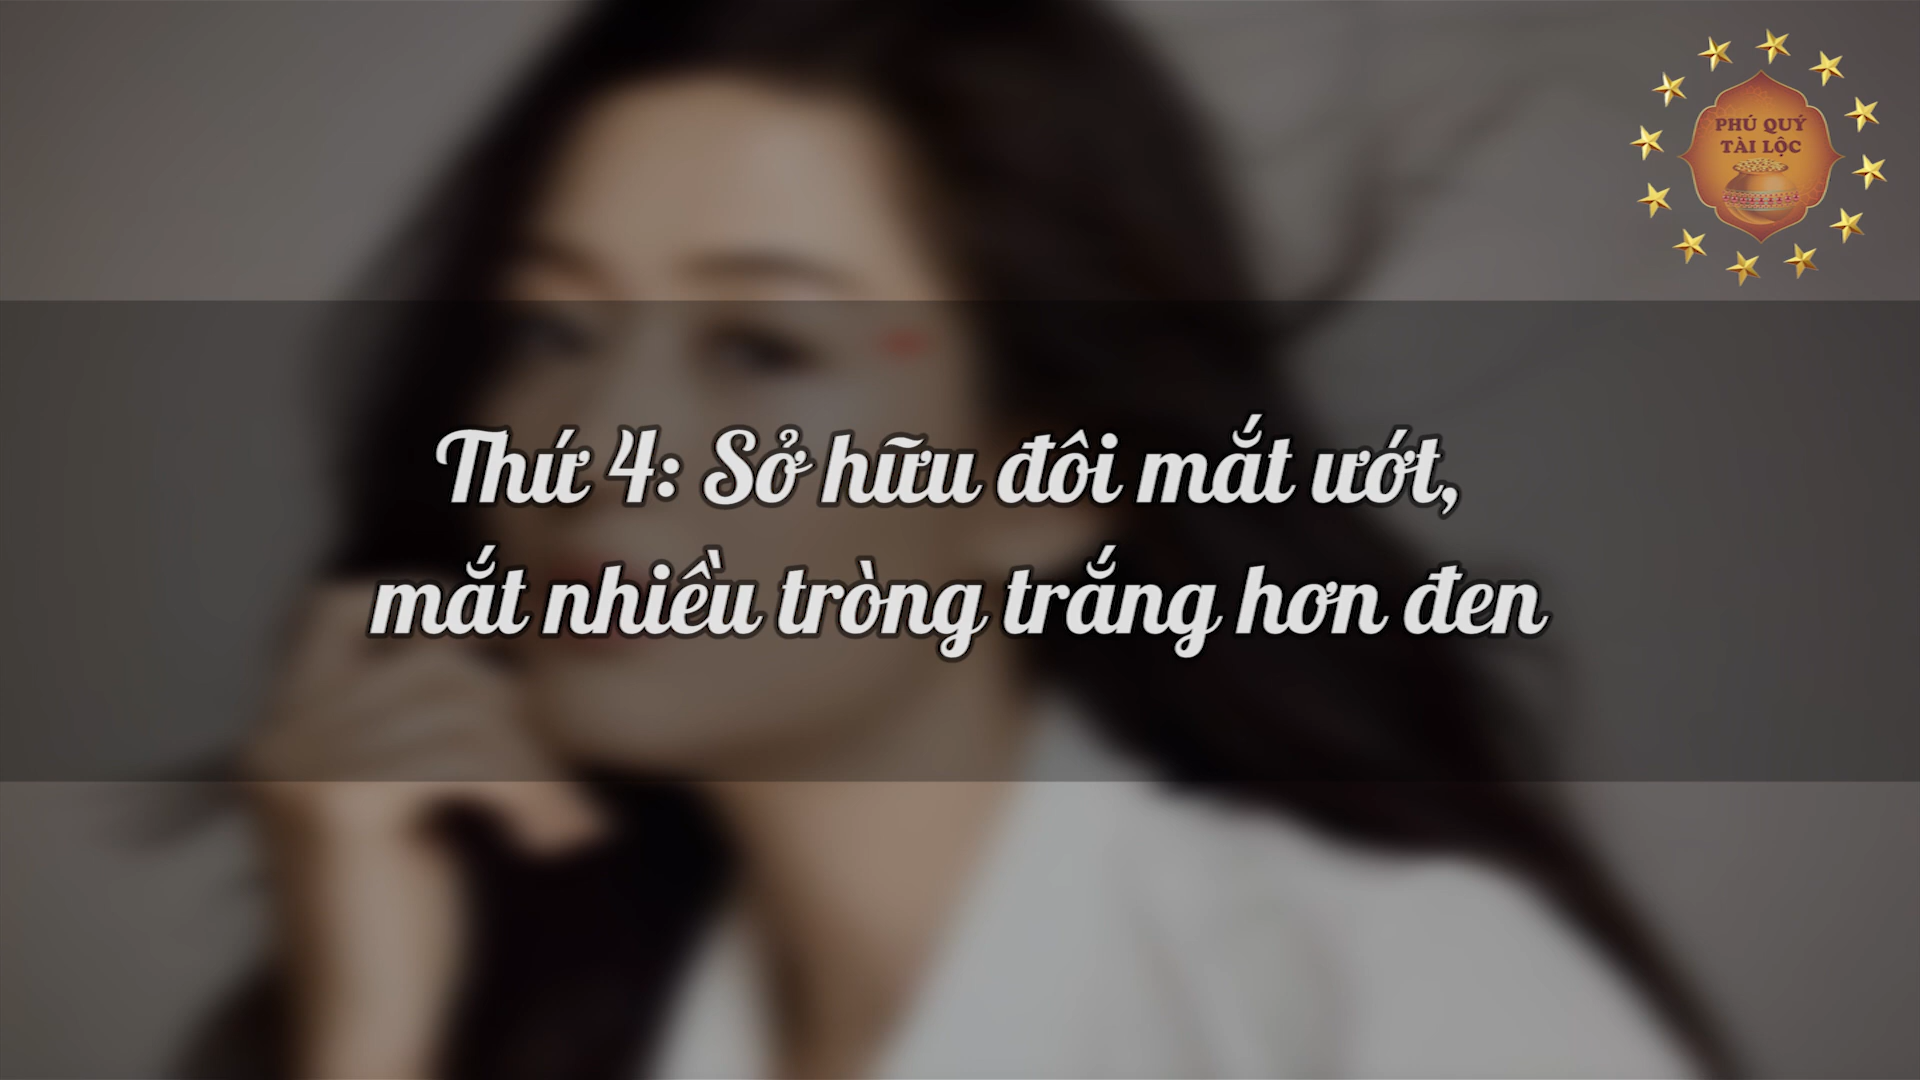 PHÚ QUÝ
TÀI LỘC
Thứ 4: Sở hữu đôi mắt ướt,
mắt nhiều tròng trắng hơn đen